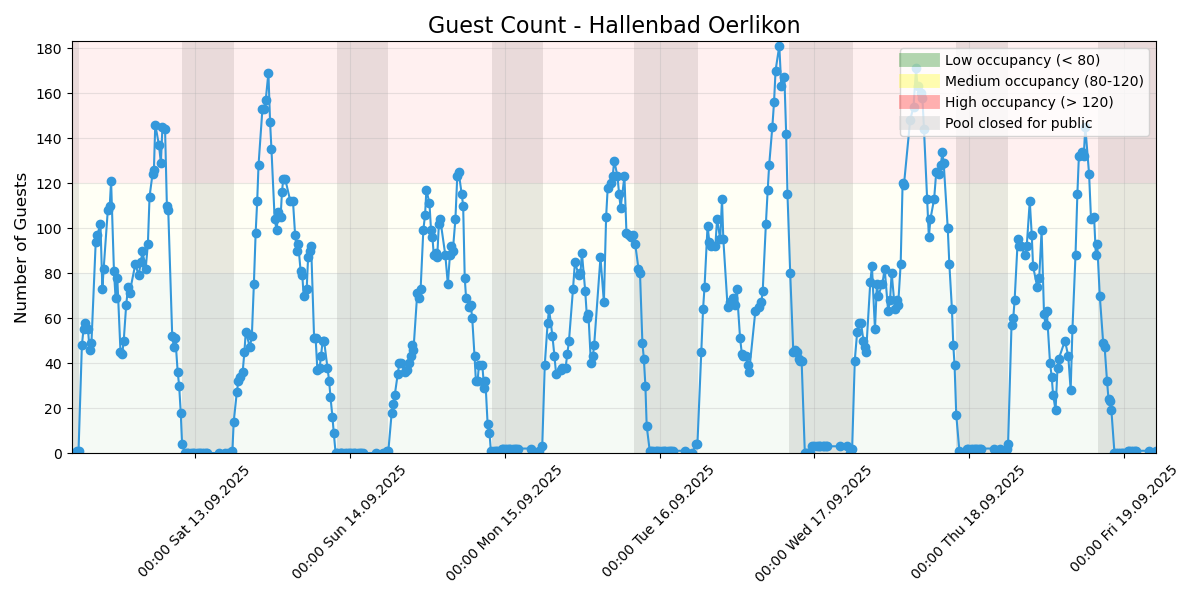 Guest Count - Hallenbad Oerlikon
Number of Guests
180
160
140
120
100
80
60
40
20
0
Low occupancy (< 80)
Medium occupancy (80-120)
High occupancy (> 120)
Pool closed for public
00:00 Sat 13.09.2025
00:00 Sun 14.09.2025
00:00 Mon 15.09.2025
00:00 Tue 16.09.2025
00:00 Wed 17.09.2025
00:00 Thu 18.09.2025
00:00 Fri 19.09.2025